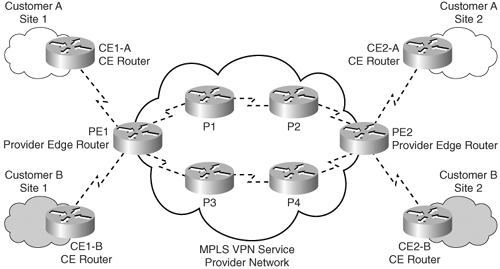 Customer A
Site 1
CE1-A
CE Router
Customer A
Site 2
CE2-A
CE Router
P1
P2
PE1
Provider Edge Router
PE2
Provider Edge Router
P3
P4
Customer B
Site 1
CE1-B
CE Router
MPLS VPN Service
Provider Network
Customer B
Site 2
CE2-B
CE Router